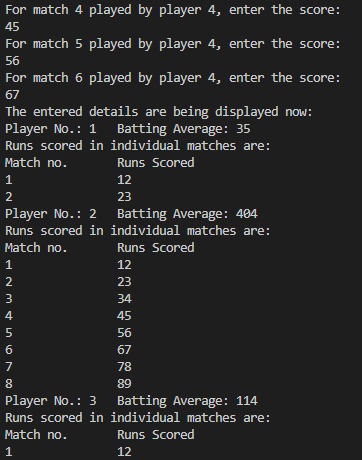 For match 4 played by player 4, enter the score:
45
For match 5 played by player 4, enter the score:
56
For match 6 played by player 4, enter the score:
67
The entered details are being displayed now:
Player No.: 1   Batting Average: 35
Runs scored in individual matches are:
Match no.       Runs Scored
1               12
2               23
Player No.: 2   Batting Average: 404
Runs scored in individual matches are:
Match no.       Runs Scored
1               12
2               23
3               34
4               45
5               56
6               67
7               78
8               89
Player No.: 3   Batting Average: 114
Runs scored in individual matches are:
Match no.       Runs Scored
1               12